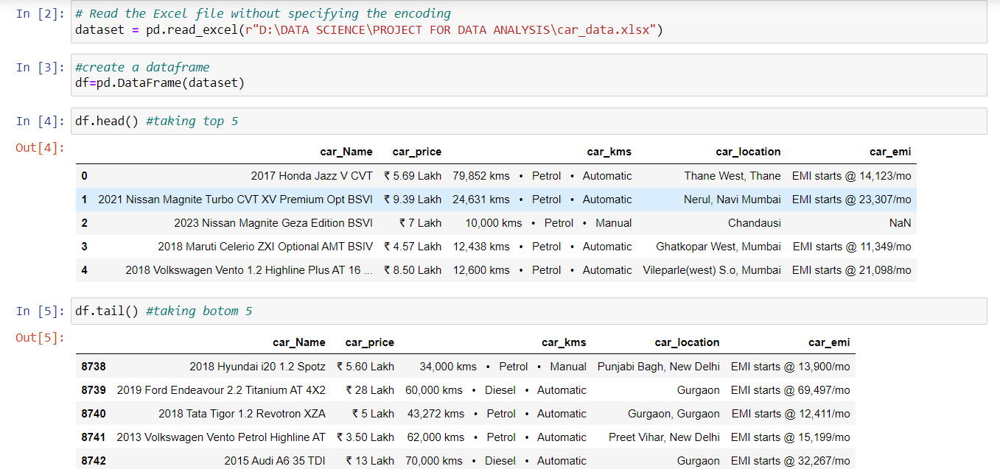 In [2]: # Read the Excel file without specifying the encoding
dataset = pd.read_excel(r"D:\DATA SCIENCE\PROJECT FOR DATA ANALYSIS\car_data.xlsx")
In [3]: #create a dataframe
df=pd.DataFrame(dataset)
In [4]: df.head() #taking top 5
Out[4]:
car_Name car_price car_kms car_location car_emi
0 2017 Honda Jazz V CVT ₹ 5.69 Lakh 79,852 kms • Petrol • Automatic Thane West, Thane EMI starts @ 14,123/mo
1 2021 Nissan Magnite Turbo CVT XV Premium Opt BSVI ₹ 9.39 Lakh 24,631 kms • Petrol • Automatic Nerul, Navi Mumbai EMI starts @ 23,307/mo
2 2023 Nissan Magnite Geza Edition BSVI ₹ 7 Lakh 10,000 kms • Petrol • Manual Chandausi NaN
3 2018 Maruti Celerio ZXI Optional AMT BSIV ₹ 4.57 Lakh 12,438 kms • Petrol • Automatic Ghatkopar West, Mumbai EMI starts @ 11,349/mo
4 2018 Volkswagen Vento 1.2 Highline Plus AT 16 ... ₹ 8.50 Lakh 12,600 kms • Petrol • Automatic Vileparle(west) S.o, Mumbai EMI starts @ 21,098/mo
In [5]: df.tail() #taking botom 5
Out[5]:
car_Name car_price car_kms car_location car_emi
8738 2018 Hyundai i20 1.2 Spotz ₹ 5.60 Lakh 34,000 kms • Petrol • Manual Punjabi Bagh, New Delhi EMI starts @ 13,900/mo
8739 2019 Ford Endeavour 2.2 Titanium AT 4X2 ₹ 28 Lakh 60,000 kms • Diesel • Automatic Gurgaon EMI starts @ 69,497/mo
8740 2018 Tata Tigor 1.2 Revotron XZA ₹ 5 Lakh 43,272 kms • Petrol • Automatic Gurgaon, Gurgaon EMI starts @ 12,411/mo
8741 2013 Volkswagen Vento Petrol Highline AT ₹ 3.50 Lakh 62,000 kms • Petrol • Automatic Preet Vihar, New Delhi EMI starts @ 15,199/mo
8742 2015 Audi A6 35 TDI ₹ 13 Lakh 70,000 kms • Diesel • Automatic Gurgaon EMI starts @ 32,267/mo